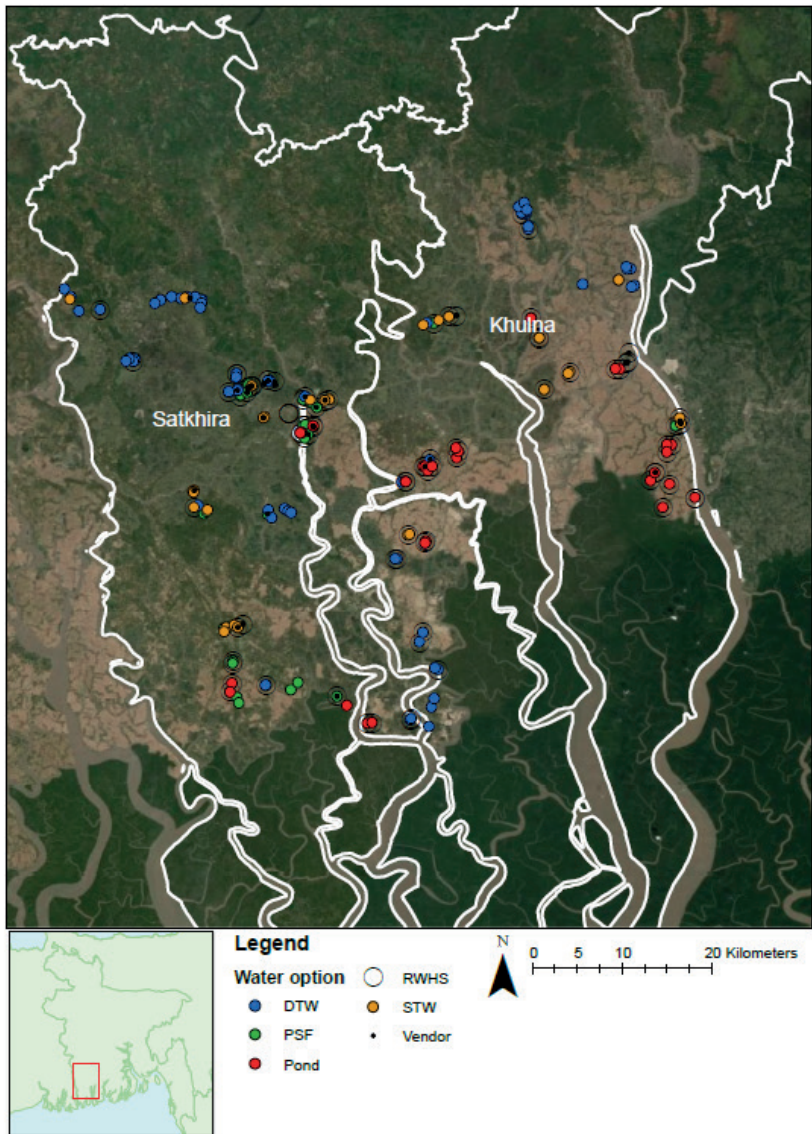 Khulna
Satkhira
Legend
Water option
DTW
PSF
Pond
RWHS
STW
Vendor
N
0 5 10 20 Kilometers